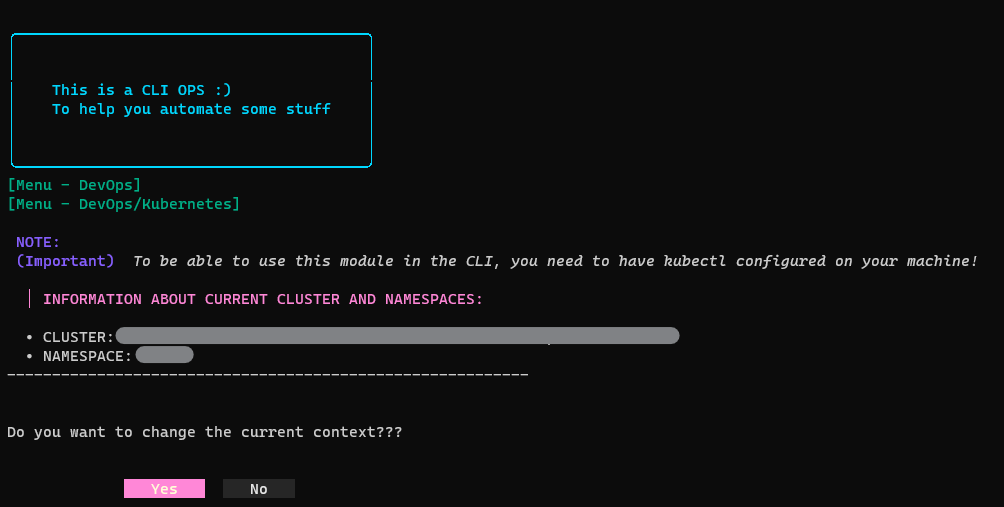 This is a CLI OPS :)
To help you automate some stuff
[Menu - DevOps]
[Menu - DevOps/Kubernetes]
NOTE:
(Important)  To be able to use this module in the CLI, you need to have kubectl configured on your machine!
INFORMATION ABOUT CURRENT CLUSTER AND NAMESPACES:
• CLUSTER:
• NAMESPACE:
----------------------------------------------------------
Do you want to change the current context???
Yes No